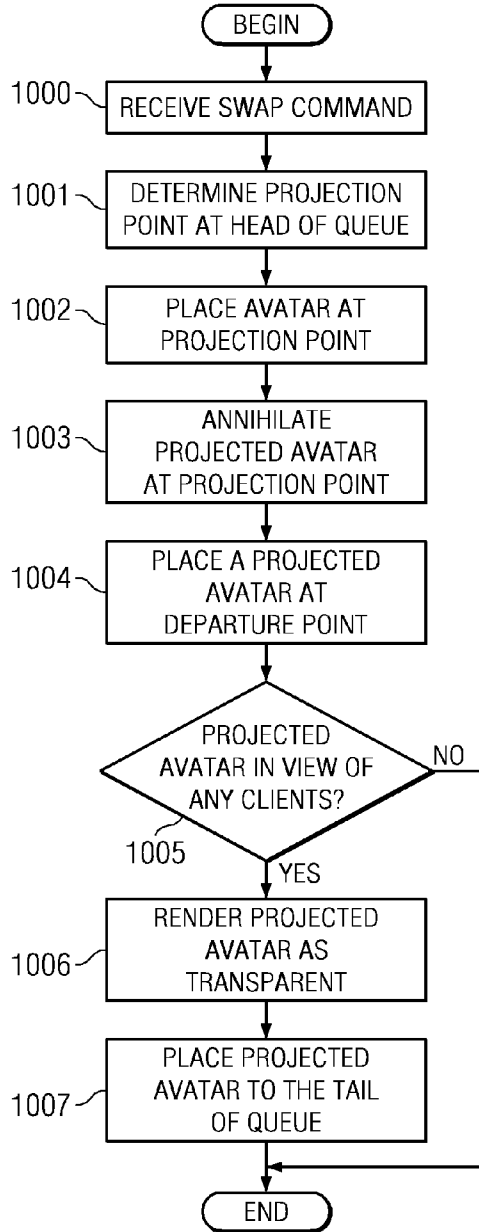 BEGIN
1000
RECEIVE SWAP COMMAND
1001
DETERMINE PROJECTION
POINT AT HEAD OF QUEUE
1002
PLACE AVATAR AT
PROJECTION POINT
1003
ANNIHILATE
PROJECTED AVATAR
AT PROJECTION POINT
1004
PLACE A PROJECTED
AVATAR AT
DEPARTURE POINT
PROJECTED
AVATAR IN VIEW OF
ANY CLIENTS?
NO
1005
YES
1006
RENDER PROJECTED
AVATAR AS
TRANSPARENT
1007
PLACE PROJECTED
AVATAR TO THE TAIL
OF QUEUE
END